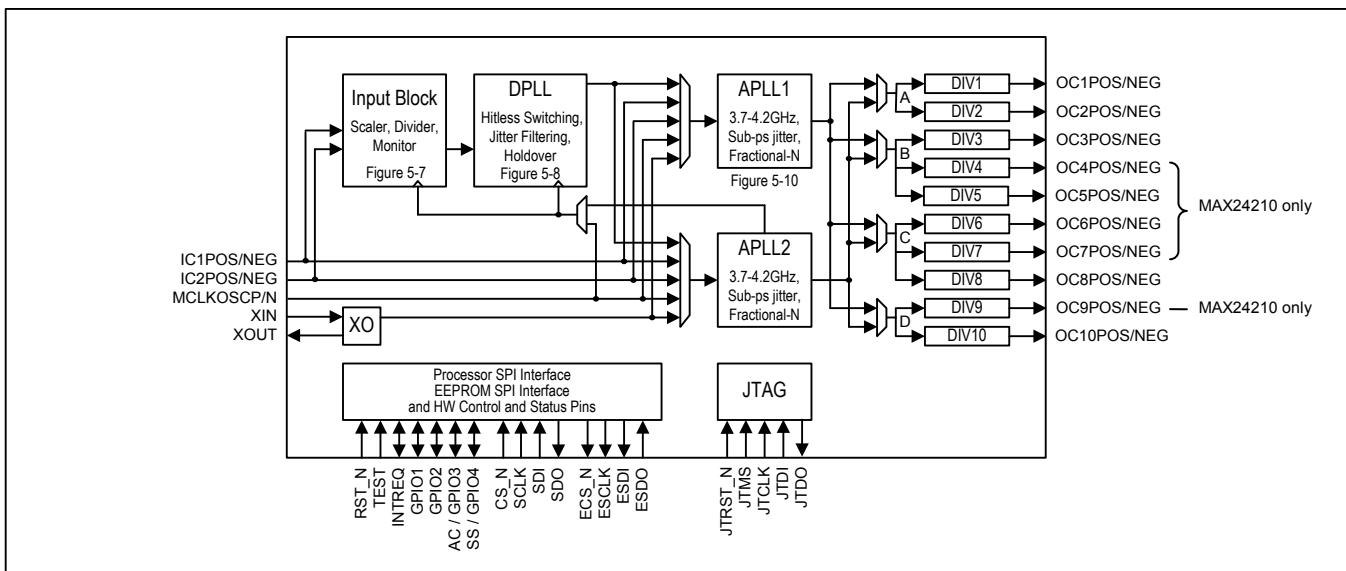 Input Block
Scaler, Divider,
Monitor
Figure 5-7
DPLL
Hitless Switching,
Jitter Filtering,
Holdover
Figure 5-8
APLL1
3.7-4.2GHz,
Sub-ps jitter,
Fractional-N
Figure 5-10
APLL2
3.7-4.2GHz,
Sub-ps jitter,
Fractional-N
A
B
C
D
DIV1
DIV2
DIV3
DIV4
DIV5
DIV6
DIV7
DIV8
DIV9
DIV10
OC1POS/NEG
OC2POS/NEG
OC3POS/NEG
OC4POS/NEG
OC5POS/NEG
OC6POS/NEG
OC7POS/NEG
OC8POS/NEG
OC9POS/NEG
OC10POS/NEG
MAX24210 only
MAX24210 only
IC1POS/NEG
IC2POS/NEG
MCLKOSCP/N
XIN
XOUT
XO
Processor SPI Interface
EEPROM SPI Interface
and HW Control and Status Pins
JTAG
RST_N
TEST
INTREQ
GPIO1
GPIO2
AC / GPIO3
SS / GPIO4
CS_N
SCLK
SDI
SDO
ECS_N
ESCLK
ESDI
ESDO
JTRST_N
JTMS
JTCLK
JTDI
JTDO